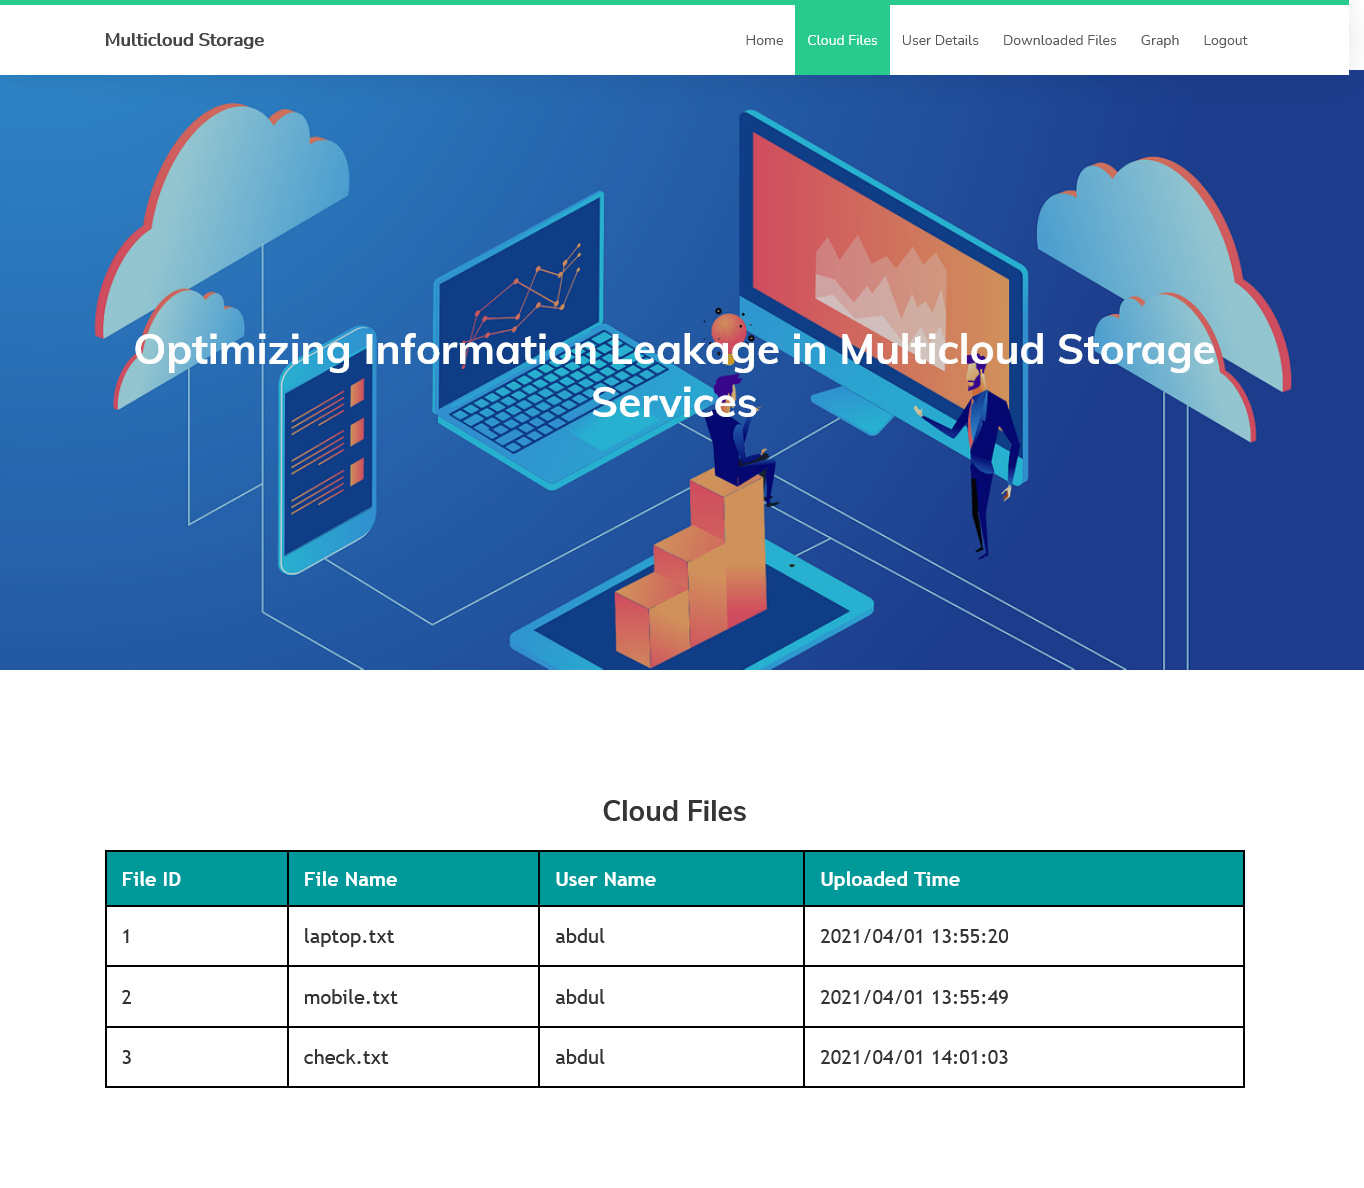 Multicloud Storage
Home Cloud Files User Details Downloaded Files Graph Logout
Optimizing Information Leakage in Multicloud Storage
Services
Cloud Files
File ID File Name User Name Uploaded Time
1 laptop.txt abdul 2021/04/01 13:55:20
2 mobile.txt abdul 2021/04/01 13:55:49
3 check.txt abdul 2021/04/01 14:01:03